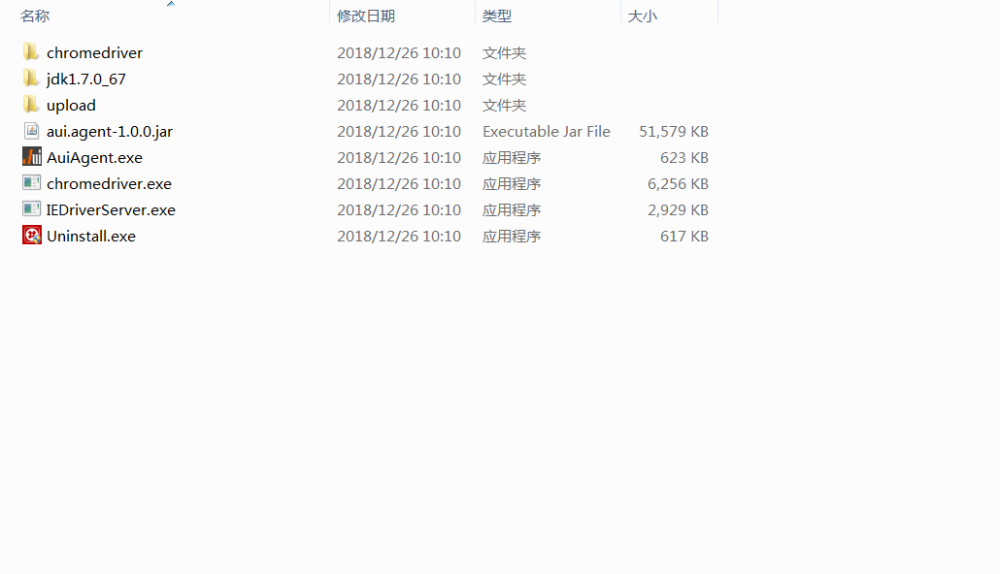 名称 修改日期 类型 大小
chromedriver 2018/12/26 10:10 文件夹
jdk1.7.0_67 2018/12/26 10:10 文件夹
upload 2018/12/26 10:10 文件夹
aui.agent-1.0.0.jar 2018/12/26 10:10 Executable Jar File 51,579 KB
AuiAgent.exe 2018/12/26 10:10 应用程序 623 KB
chromedriver.exe 2018/12/26 10:10 应用程序 6,256 KB
IEDriverServer.exe 2018/12/26 10:10 应用程序 2,929 KB
Uninstall.exe 2018/12/26 10:10 应用程序 617 KB